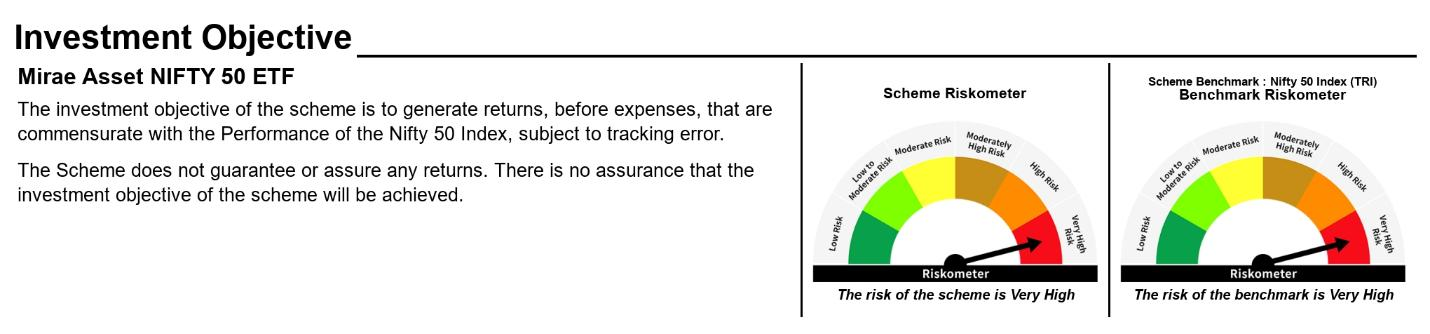 Investment Objective
Mirae Asset NIFTY 50 ETF
The investment objective of the scheme is to generate returns, before expenses, that are
commensurate with the Performance of the Nifty 50 Index, subject to tracking error.
The Scheme does not guarantee or assure any returns. There is no assurance that the
investment objective of the scheme will be achieved.
Scheme Riskometer
Low Risk
Low to
Moderate Risk
Moderate Risk
Moderately
High Risk
High Risk
Very High
Risk
Riskometer
The risk of the scheme is Very High
Scheme Benchmark : Nifty 50 Index (TRI)
Benchmark Riskometer
Low Risk
Low to
Moderate Risk
Moderate Risk
Moderately
High Risk
High Risk
Very High
Risk
Riskometer
The risk of the benchmark is Very High